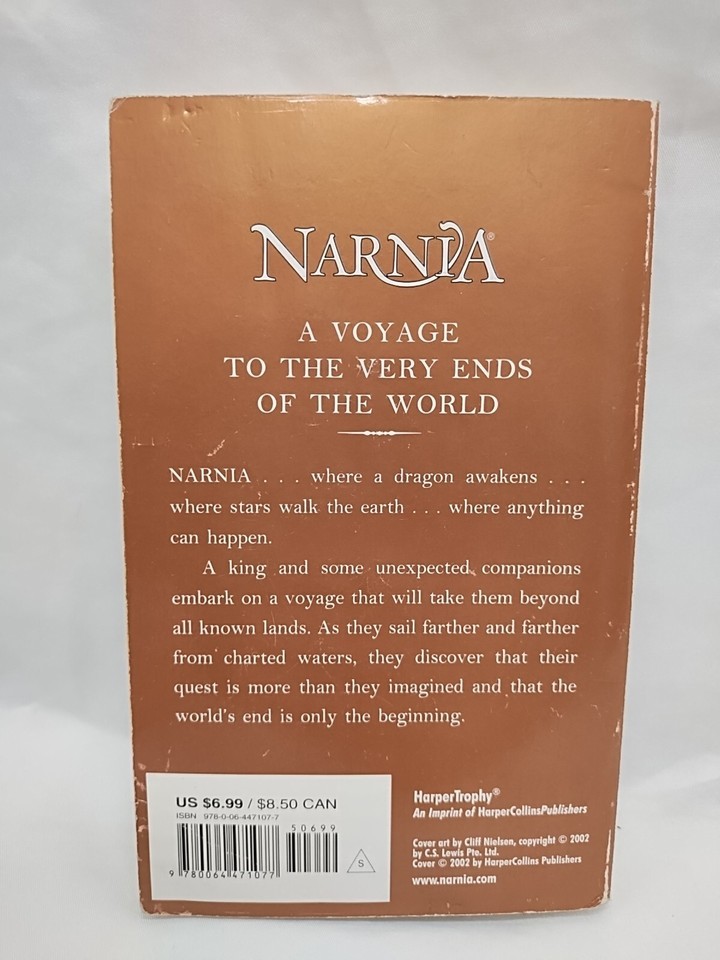 NARNIA®
A VOYAGE
TO THE VERY ENDS
OF THE WORLD
NARNIA . . . where a dragon awakens . . .
where stars walk the earth . . . where anything
can happen.
A king and some unexpected companions
embark on a voyage that will take them beyond
all known lands. As they sail farther and farther
from charted waters, they discover that their
quest is more than they imagined and that the
world's end is only the beginning.
US $6.99 / $8.50 CAN
ISBN 978-0-06-447107-7
50699
9 780064 471077
S
HarperTrophy®
An Imprint of HarperCollinsPublishers
Cover art by Cliff Nielsen, copyright © 2002
by C.S. Lewis Pte. Ltd.
Cover © 2002 by HarperCollins Publishers
www.narnia.com